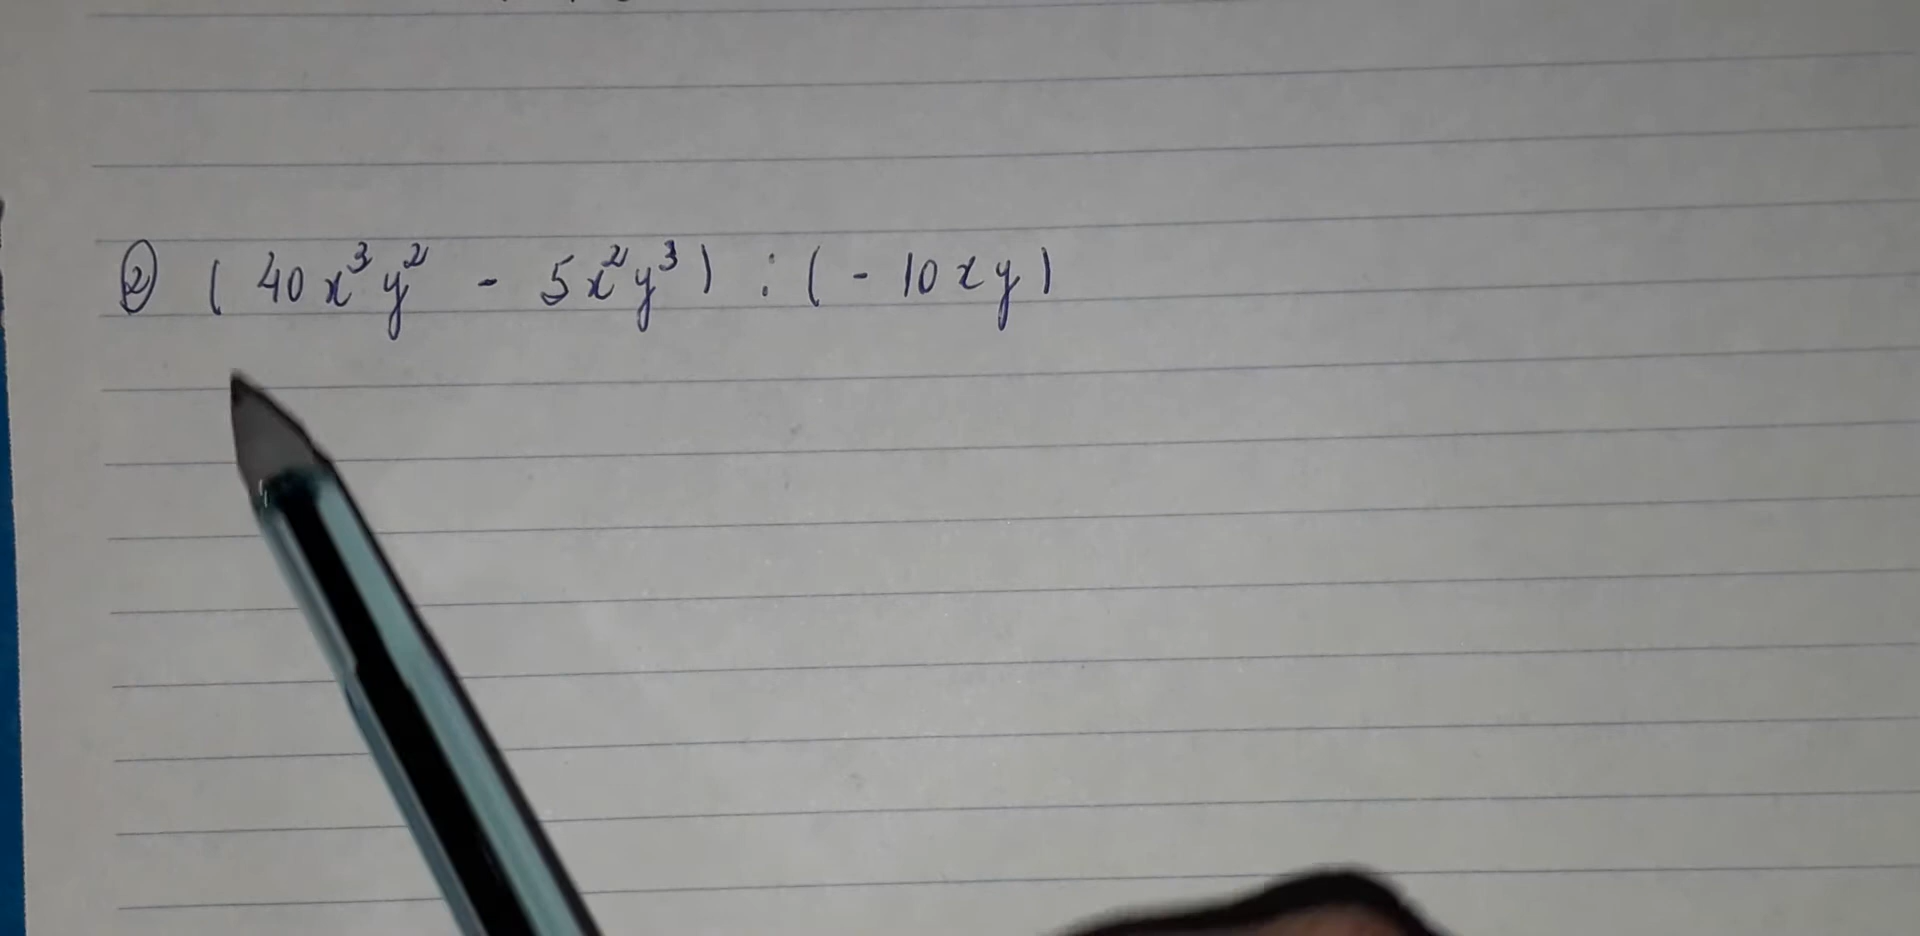 ② ( 40x³y² - 5x²y³ ) : ( - 10xy )